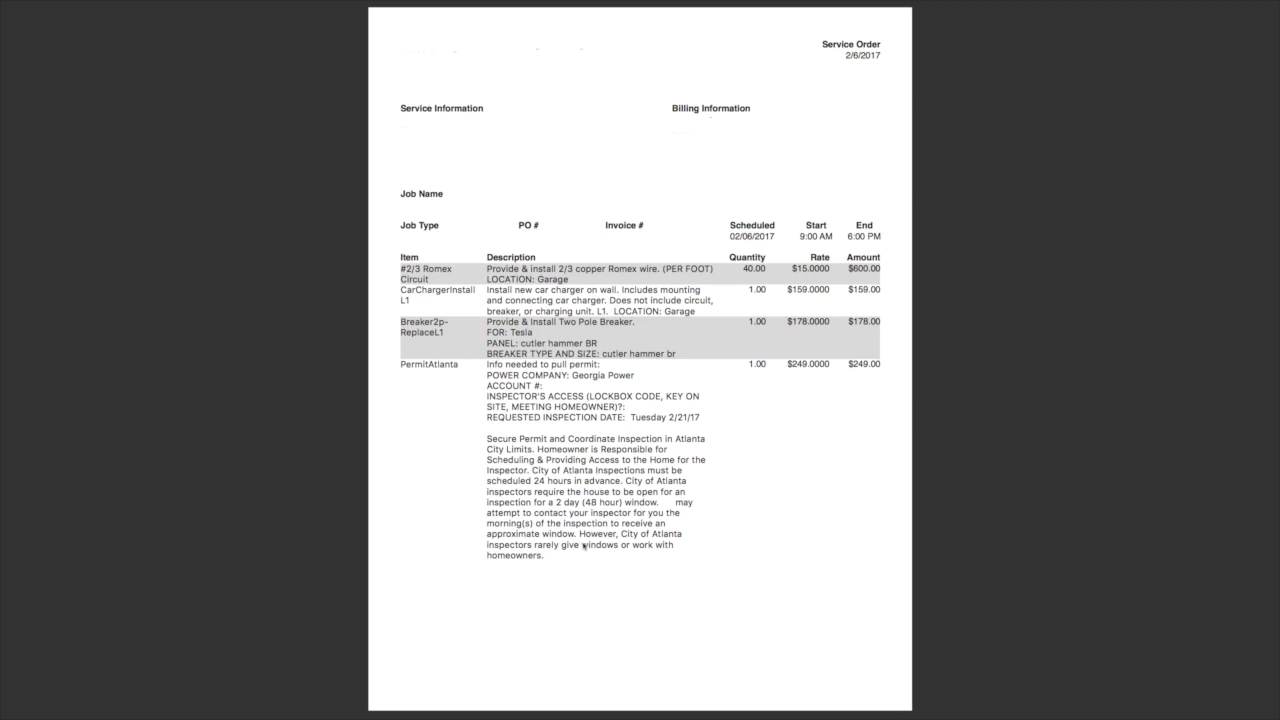 Service Order
2/6/2017
Service Information
Billing Information
Job Name
Job Type PO # Invoice # Scheduled Start End
02/06/2017 9:00 AM 6:00 PM
Item Description Quantity Rate Amount
#2/3 Romex Provide & install 2/3 copper Romex wire. (PER FOOT) 40.00 $15.0000 $600.00
Circuit LOCATION: Garage
CarChargerInstall Install new car charger on wall. Includes mounting 1.00 $159.0000 $159.00
L1 and connecting car charger. Does not include circuit,
breaker, or charging unit. L1. LOCATION: Garage
Breaker2p- Provide & Install Two Pole Breaker. 1.00 $178.0000 $178.00
ReplaceL1 FOR: Tesla
PANEL: cutler hammer BR
BREAKER TYPE AND SIZE: cutler hammer br
PermitAtlanta Info needed to pull permit: 1.00 $249.0000 $249.00
POWER COMPANY: Georgia Power
ACCOUNT #:
INSPECTOR'S ACCESS (LOCKBOX CODE, KEY ON
SITE, MEETING HOMEOWNER)?:
REQUESTED INSPECTION DATE: Tuesday 2/21/17
Secure Permit and Coordinate Inspection in Atlanta
City Limits. Homeowner is Responsible for
Scheduling & Providing Access to the Home for the
Inspector. City of Atlanta Inspections must be
scheduled 24 hours in advance. City of Atlanta
inspectors require the house to be open for an
inspection for a 2 day (48 hour) window. may
attempt to contact your inspector for you the
morning(s) of the inspection to receive an
approximate window. However, City of Atlanta
inspectors rarely give windows or work with
homeowners.